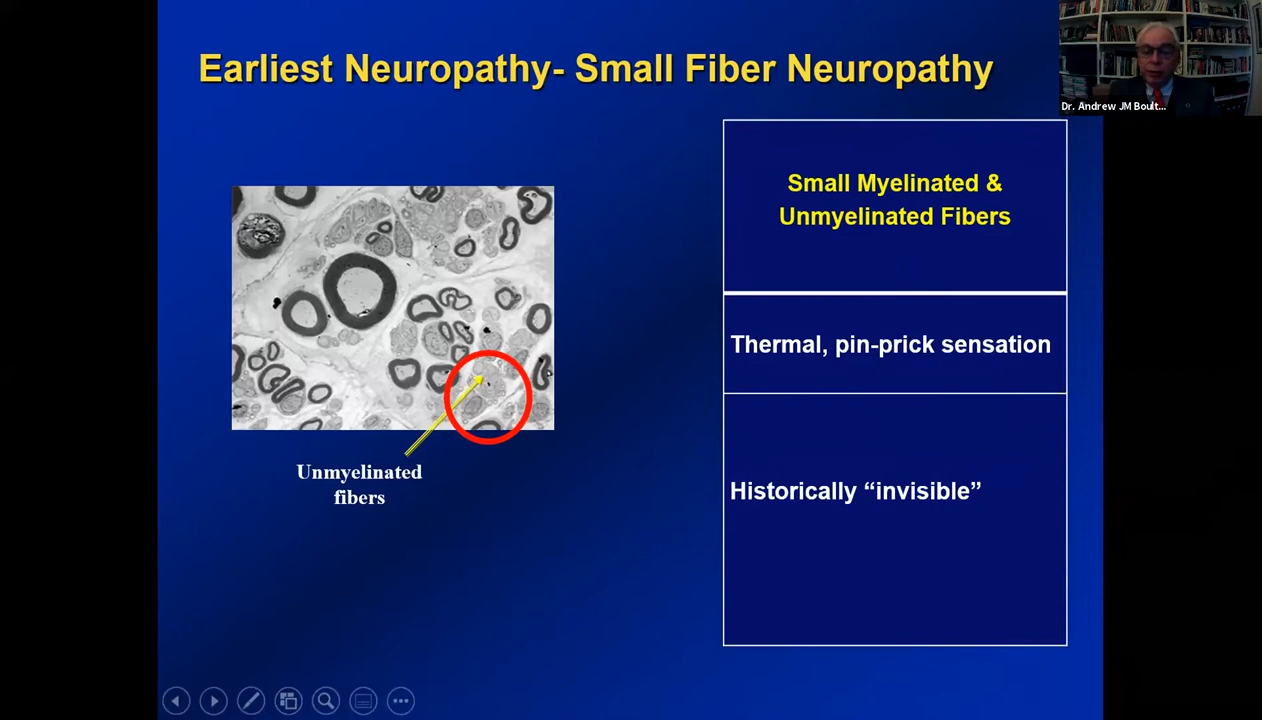 Earliest Neuropathy- Small Fiber Neuropathy
Dr. Andrew JM Boult...
Small Myelinated &
Unmyelinated Fibers
Thermal, pin-prick sensation
Historically “invisible”
Unmyelinated
fibers